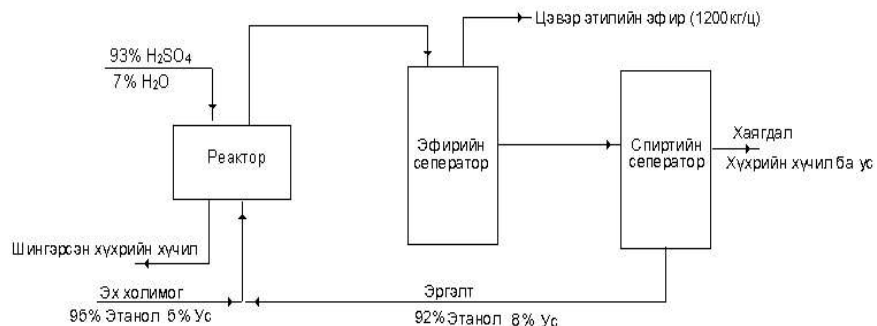 Цэвэр этилийн эфир (1200кг/ц)
93% H₂SO₄
7% H₂O
Реактор
Эфирийн
сеператор
Спиртийн
сепэратор
Хаягдал
Хүхрийн хүчил ба ус
Шингэрсэн хүхрийн хүчил
Эх холимог
95% Этанол 5% Ус
Эргэлт
92% Этанол 8% Ус